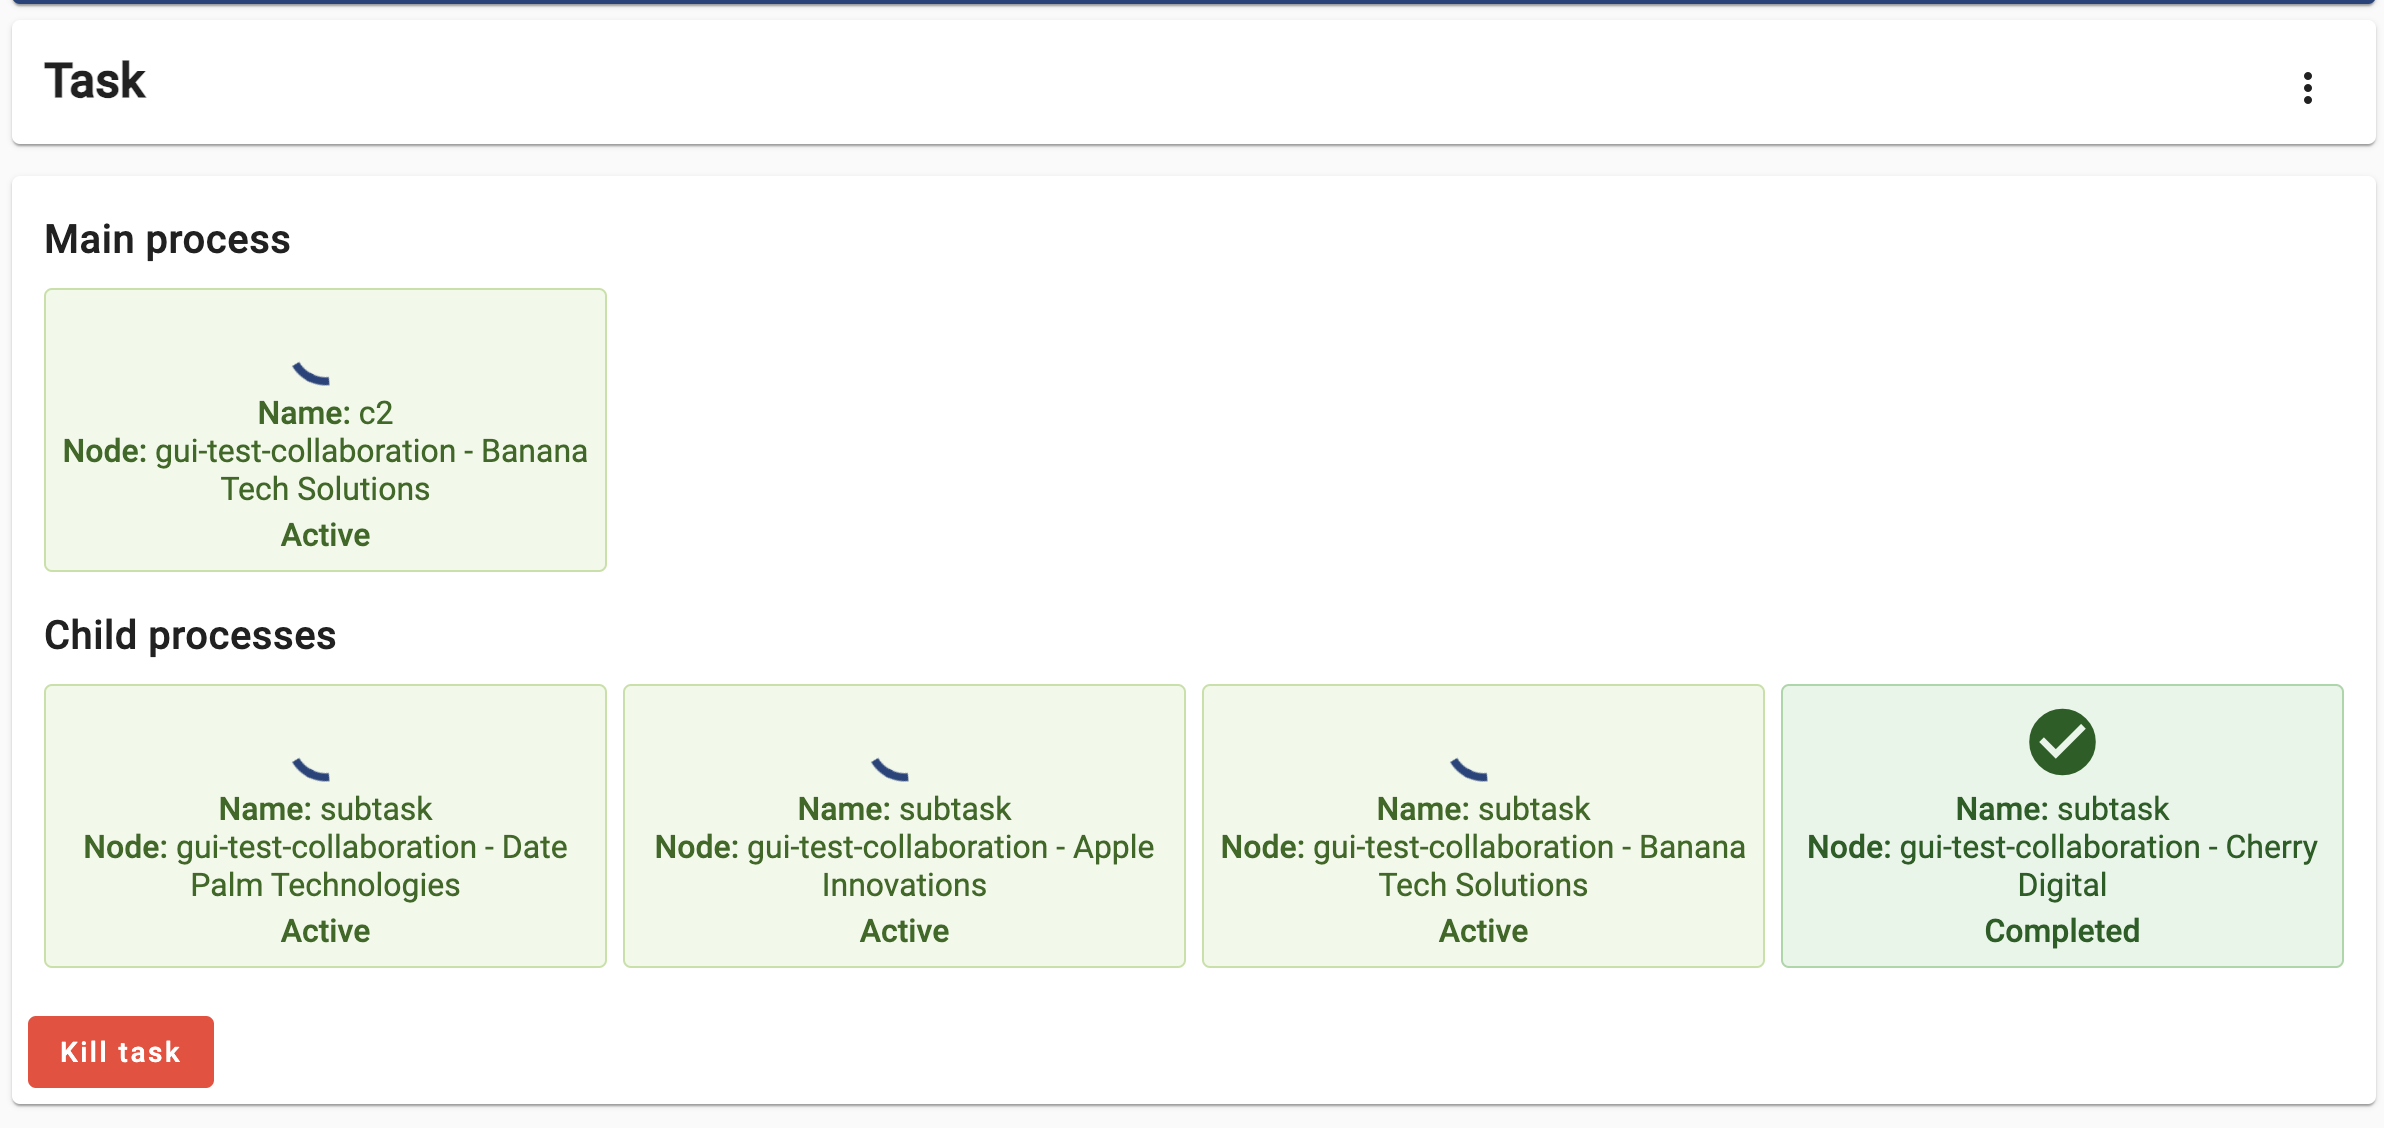 Task
Main process
Name: c2
Node: gui-test-collaboration - Banana
Tech Solutions
Active
Child processes
Name: subtask
Node: gui-test-collaboration - Date
Palm Technologies
Active
Name: subtask
Node: gui-test-collaboration - Apple
Innovations
Active
Name: subtask
Node: gui-test-collaboration - Banana
Tech Solutions
Active
Name: subtask
Node: gui-test-collaboration - Cherry
Digital
Completed
Kill task